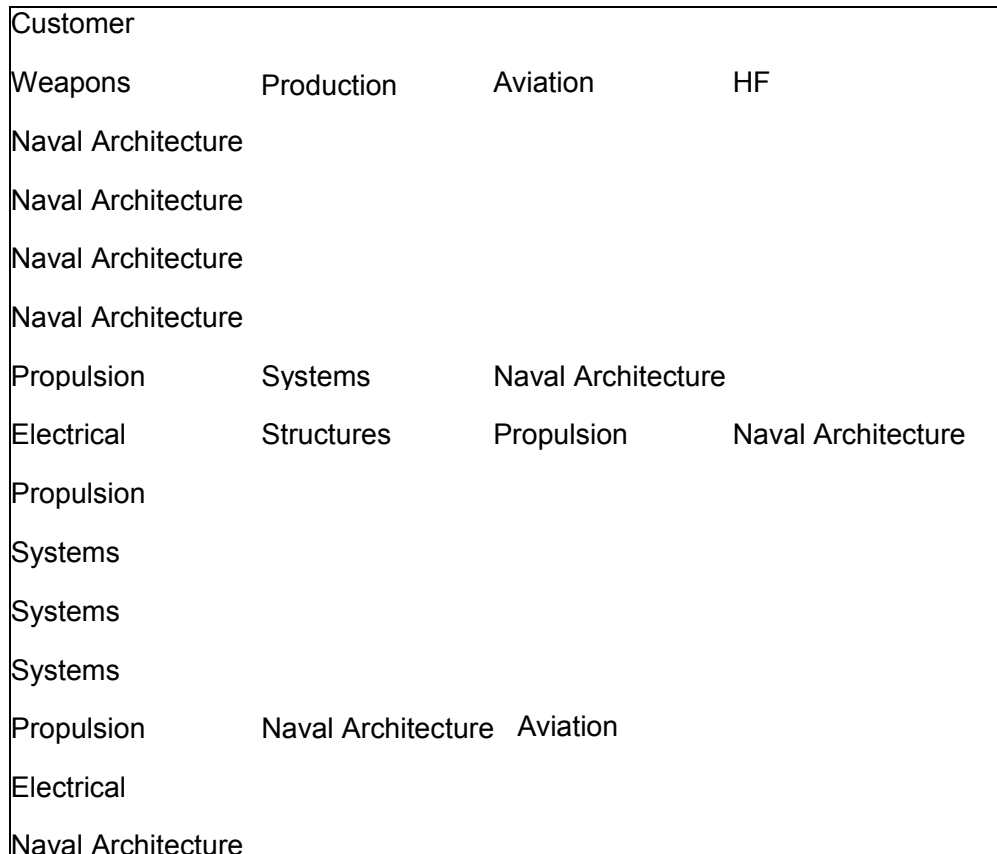 Customer
Weapons Production Aviation HF
Naval Architecture
Naval Architecture
Naval Architecture
Naval Architecture
Propulsion Systems Naval Architecture
Electrical Structures Propulsion Naval Architecture
Propulsion
Systems
Systems
Systems
Propulsion Naval Architecture Aviation
Electrical
Naval Architecture